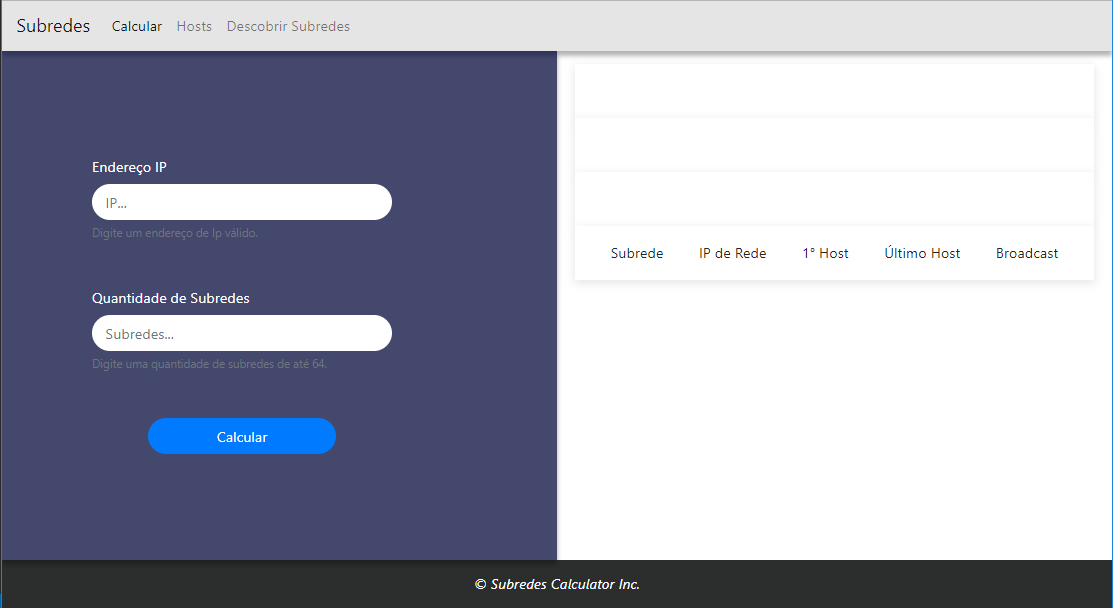 Subredes Calcular Hosts Descobrir Subredes
Endereço IP
IP...
Digite um endereço de Ip válido.
Quantidade de Subredes
Subredes...
Digite uma quantidade de subredes de até 64.
Calcular
Subrede IP de Rede 1° Host Último Host Broadcast
© Subredes Calculator Inc.